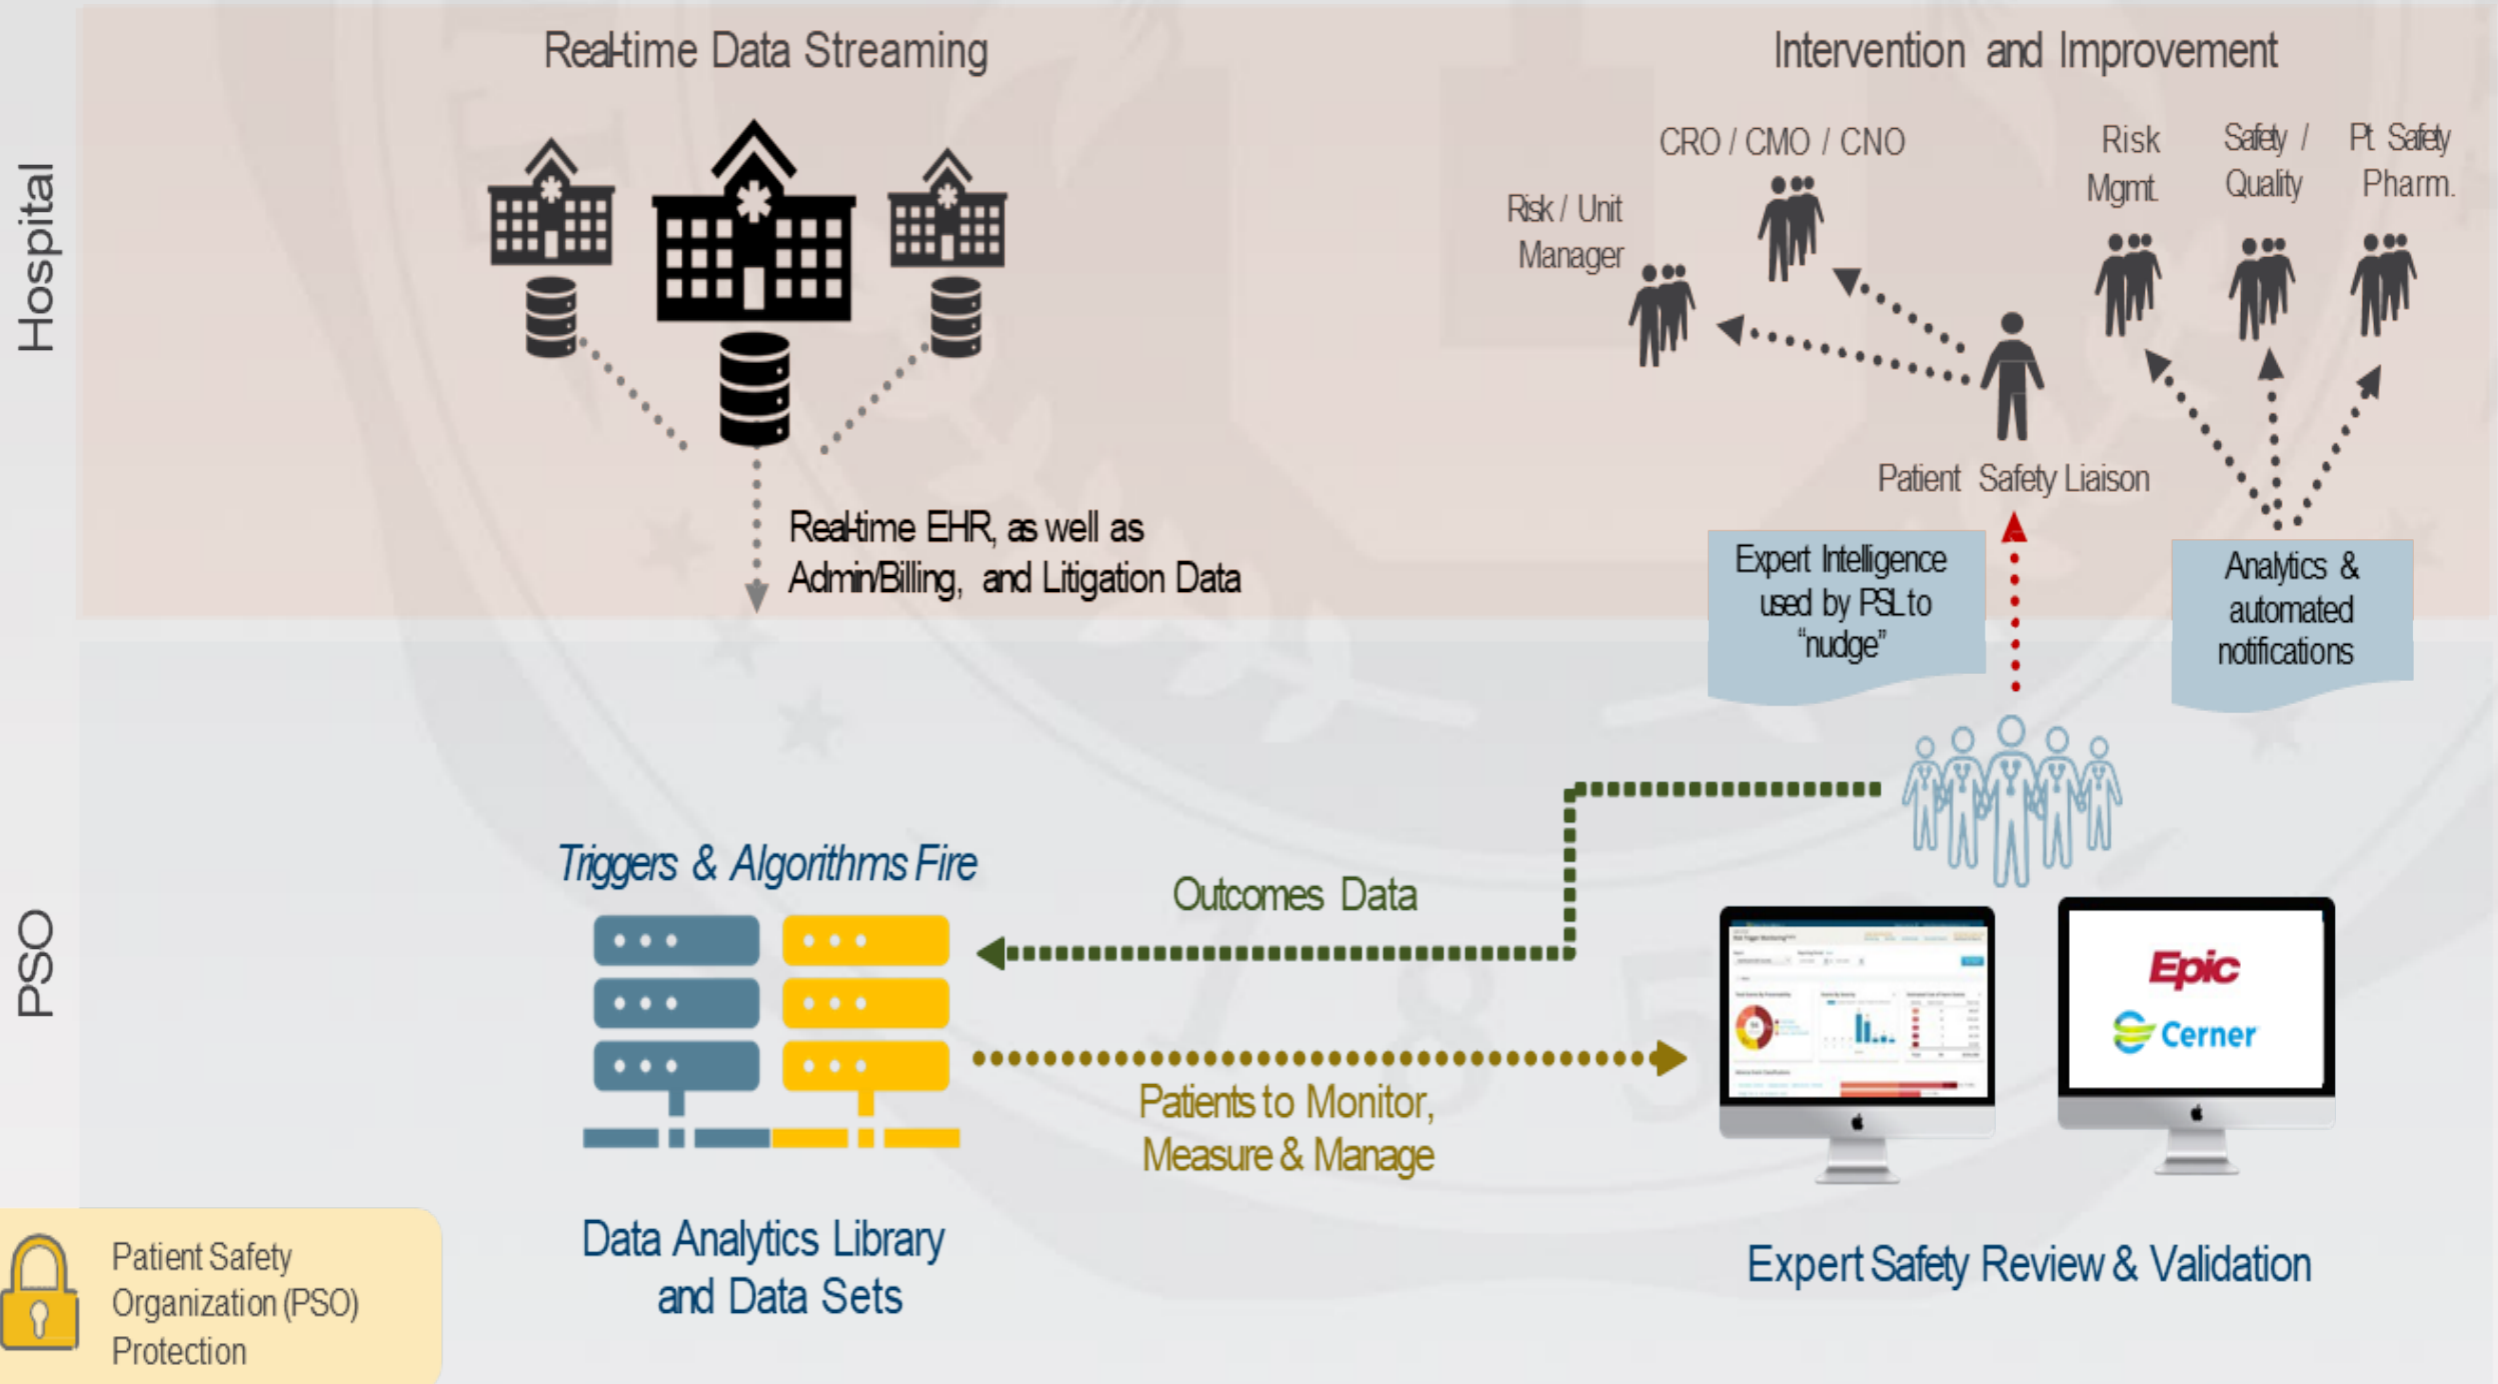 Real-time Data Streaming
Intervention and Improvement
Hospital
CRO / CMO / CNO
Risk
Mgmt.
Safety /
Quality
Pt. Safety
Pharm.
Risk / Unit
Manager
Patient Safety Liaison
Real-time EHR, as well as
Admin/Billing, and Litigation Data
Expert Intelligence
used by PSL to
“nudge”
Analytics &
automated
notifications
PSO
Triggers & Algorithms Fire
Outcomes Data
Patients to Monitor,
Measure & Manage
Epic
Cerner
Data Analytics Library
and Data Sets
Expert Safety Review & Validation
Patient Safety
Organization (PSO)
Protection